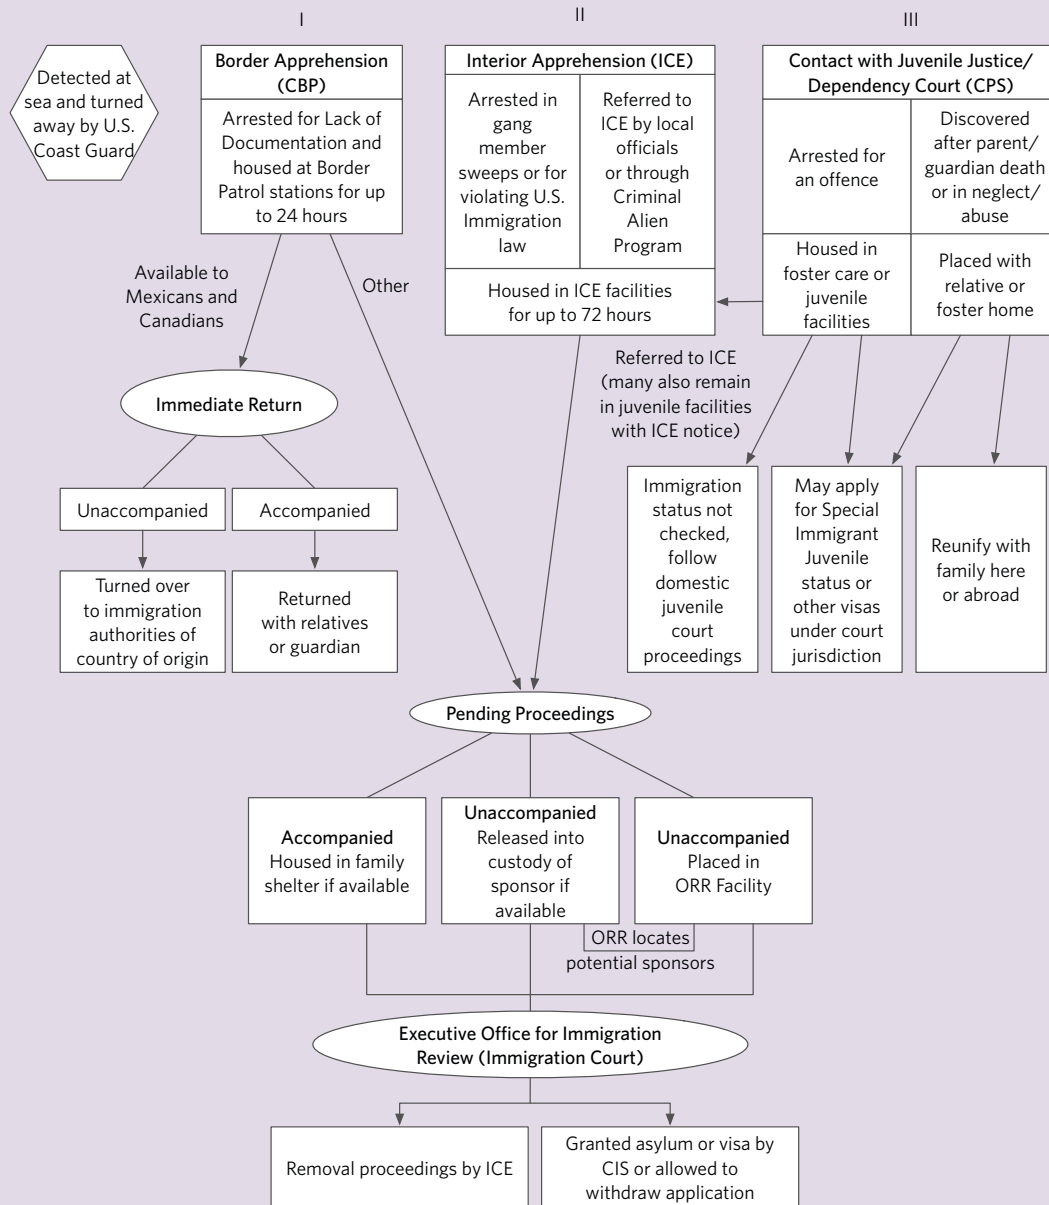 I
II
III
Detected at
sea and turned
away by U.S.
Coast Guard
Border Apprehension
(CBP)
Arrested for Lack of
Documentation and
housed at Border
Patrol stations for up
to 24 hours
Interior Apprehension (ICE)
Arrested in
gang
member
sweeps or for
violating U.S.
Immigration
law
Referred to
ICE by local
officials
or through
Criminal
Alien
Program
Housed in ICE facilities
for up to 72 hours
Contact with Juvenile Justice/
Dependency Court (CPS)
Arrested for
an offence
Discovered
after parent/
guardian death
or in neglect/
abuse
Housed in
foster care or
juvenile
facilities
Placed with
relative or
foster home
Available to
Mexicans and
Canadians
Other
Referred to ICE
(many also remain
in juvenile facilities
with ICE notice)
Immediate Return
Unaccompanied
Accompanied
Turned over
to immigration
authorities of
country of origin
Returned
with relatives
or guardian
Immigration
status not
checked,
follow
domestic
juvenile
court
proceedings
May apply
for Special
Immigrant
Juvenile
status or
other visas
under court
jurisdiction
Reunify with
family here
or abroad
Pending Proceedings
Accompanied
Housed in family
shelter if available
Unaccompanied
Released into
custody of
sponsor if
available
Unaccompanied
Placed in
ORR Facility
ORR locates
potential sponsors
Executive Office for Immigration
Review (Immigration Court)
Removal proceedings by ICE
Granted asylum or visa by
CIS or allowed to
withdraw application